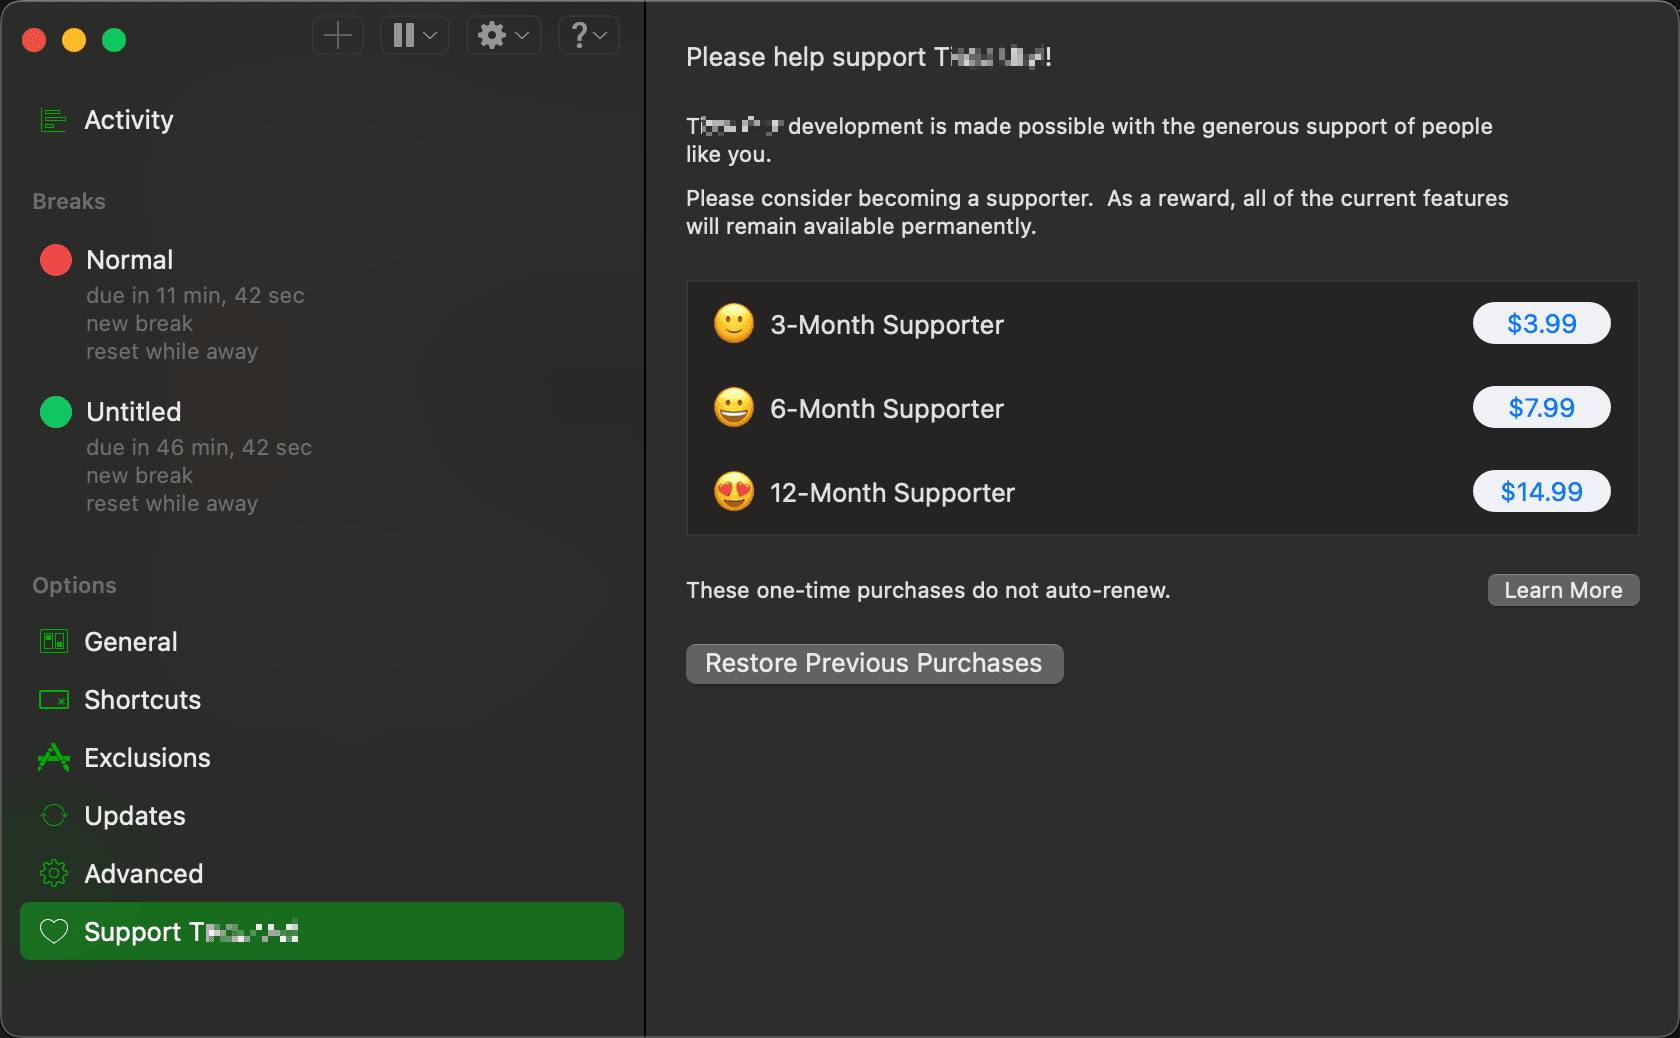 Activity
Breaks
Normal
due in 11 min, 42 sec
new break
reset while away
Untitled
due in 46 min, 42 sec
new break
reset while away
Options
General
Shortcuts
Exclusions
Updates
Advanced
Support
Please help support
development is made possible with the generous support of people
like you.
Please consider becoming a supporter. As a reward, all of the current features
will remain available permanently.
3-Month Supporter
$3.99
6-Month Supporter
$7.99
12-Month Supporter
$14.99
These one-time purchases do not auto-renew.
Learn More
Restore Previous Purchases